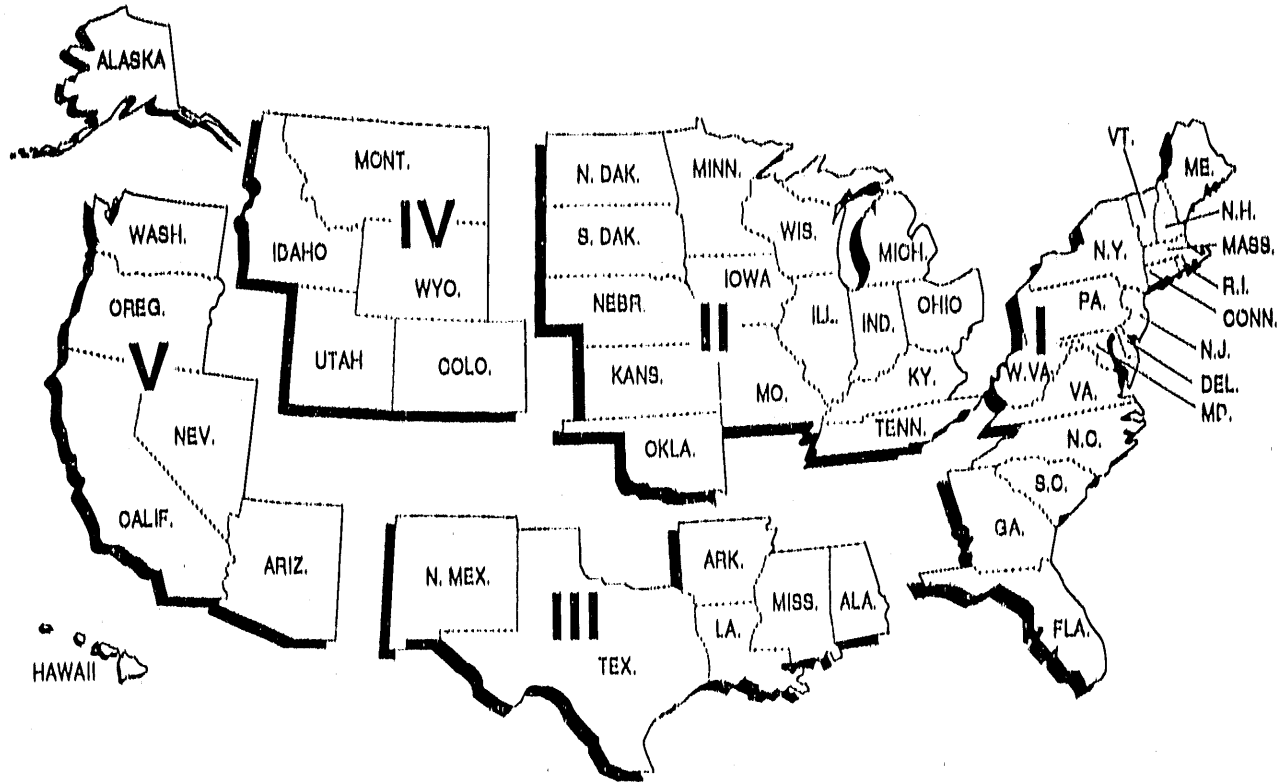 ALASKA
VT.
ME.
MONT.
N. DAK.
MINN.
N.H.
WASH.
IV
S. DAK.
WIS.
MICH.
N.Y.
MASS.
IDAHO
IOWA
WYO.
R.I.
OREG.
NEBR.
II
ILL.
IND.
OHIO
PA.
I
CONN.
N.J.
V
UTAH
COLO.
KANS.
MO.
KY.
W.VA.
VA.
DEL.
MD.
NEV.
TENN.
N.C.
OKLA.
S.C.
CALIF.
GA.
ARIZ.
N. MEX.
ARK.
III
MISS.
ALA.
LA.
FLA.
TEX.
HAWAII